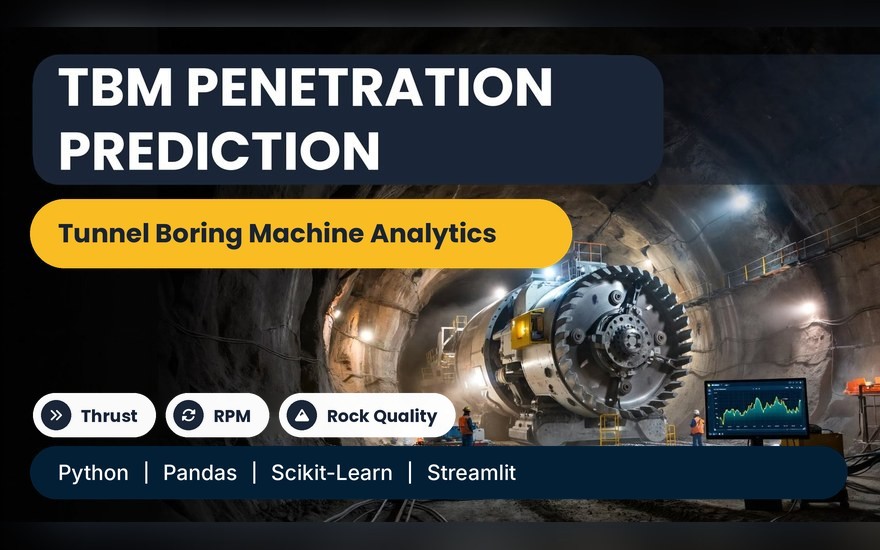 TBM PENETRATION
PREDICTION
Tunnel Boring Machine Analytics
Thrust RPM Rock Quality
Python | Pandas | Scikit-Learn | Streamlit